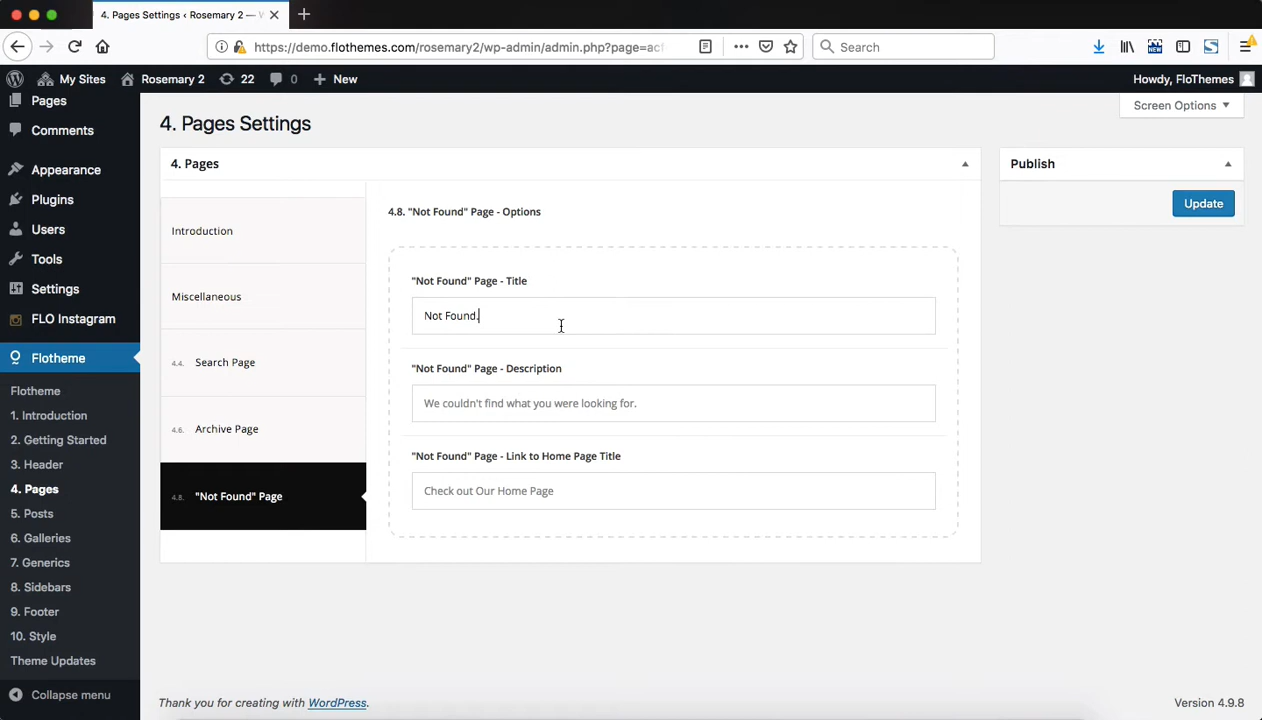 4. Pages Settings ‹ Rosemary 2 —
https://demo.flothemes.com/rosemary2/wp-admin/admin.php?page=act
Search
My Sites
Rosemary 2
22
0
New
Howdy, FloThemes
Pages
Comments
Appearance
Plugins
Users
Tools
Settings
FLO Instagram
Flotheme
Flotheme
1. Introduction
2. Getting Started
3. Header
4. Pages
5. Posts
6. Galleries
7. Generics
8. Sidebars
9. Footer
10. Style
Theme Updates
Collapse menu
Screen Options
4. Pages Settings
4. Pages
Introduction
Miscellaneous
4.4. Search Page
4.6. Archive Page
4.8. "Not Found" Page
4.8. "Not Found" Page - Options
"Not Found" Page - Title
Not Found.
"Not Found" Page - Description
We couldn't find what you were looking for.
"Not Found" Page - Link to Home Page Title
Check out Our Home Page
Publish
Update
Thank you for creating with WordPress.
Version 4.9.8